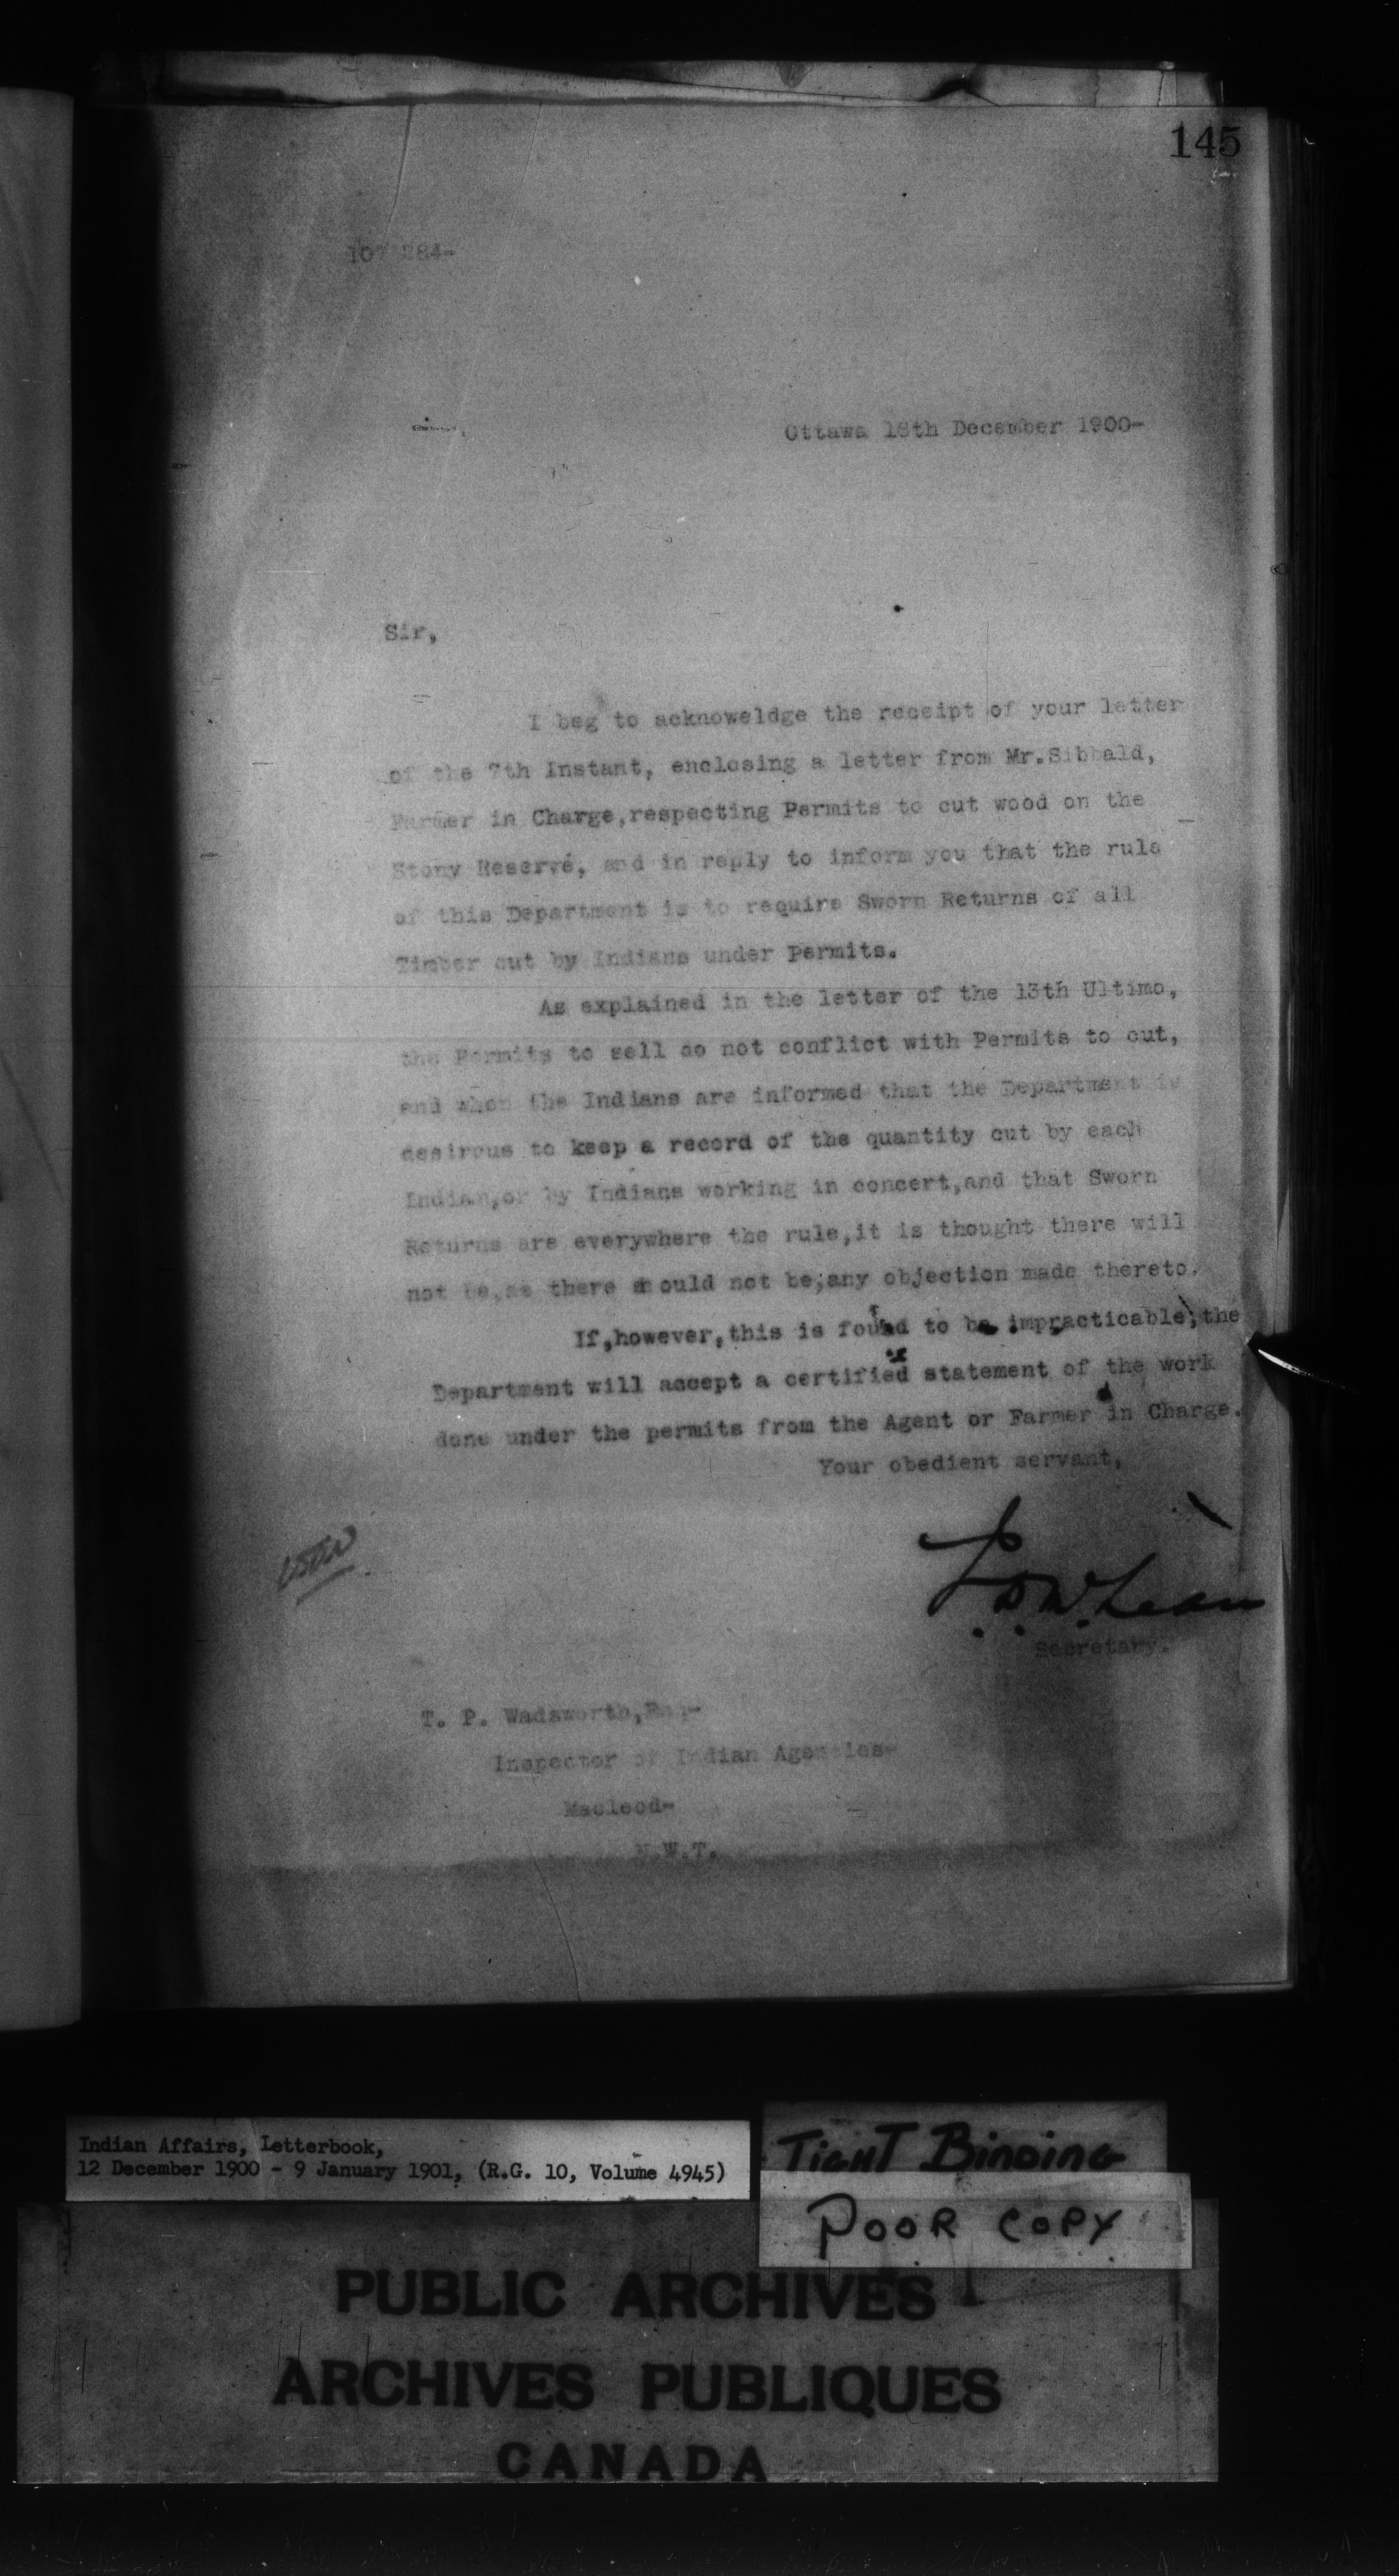 145
107 284-
Ottawa 18th December 1900-
Sir,
I beg to acknoweldge the receipt of your letter
of the 7th Instant, enclosing a letter from Mr.Sibbald,
Farmer in Charge,respecting Permits to cut wood on the
Stony Reserve, and in reply to inform you that the rule
of this Department is to require Sworn Returns of all
Timber cut by Indians under Permits.
As explained in the letter of the 13th Ultimo,
the Permits to sell do not conflict with Permits to cut,
and when the Indians are informed that the Department is
desirous to keep a record of the quantity cut by each
Indian,or by Indians working in concert,and that Sworn
Returns are everywhere the rule,it is thought there will
not be,as there should not be,any objection made thereto.
If,however,this is found to be impracticable,the
Department will accept a certified statement of the work
done under the permits from the Agent or Farmer in Charge.
Your obedient servant,
Secretary.
T. P. Wadsworth,Esq-
Inspector of Indian Agencies-
Macleod-
N.W.T.
Indian Affairs, Letterbook,
12 December 1900 - 9 January 1901, (R.G. 10, Volume 4945)
TIGHT BINDING
POOR COPY
PUBLIC ARCHIVES
ARCHIVES PUBLIQUES
CANADA